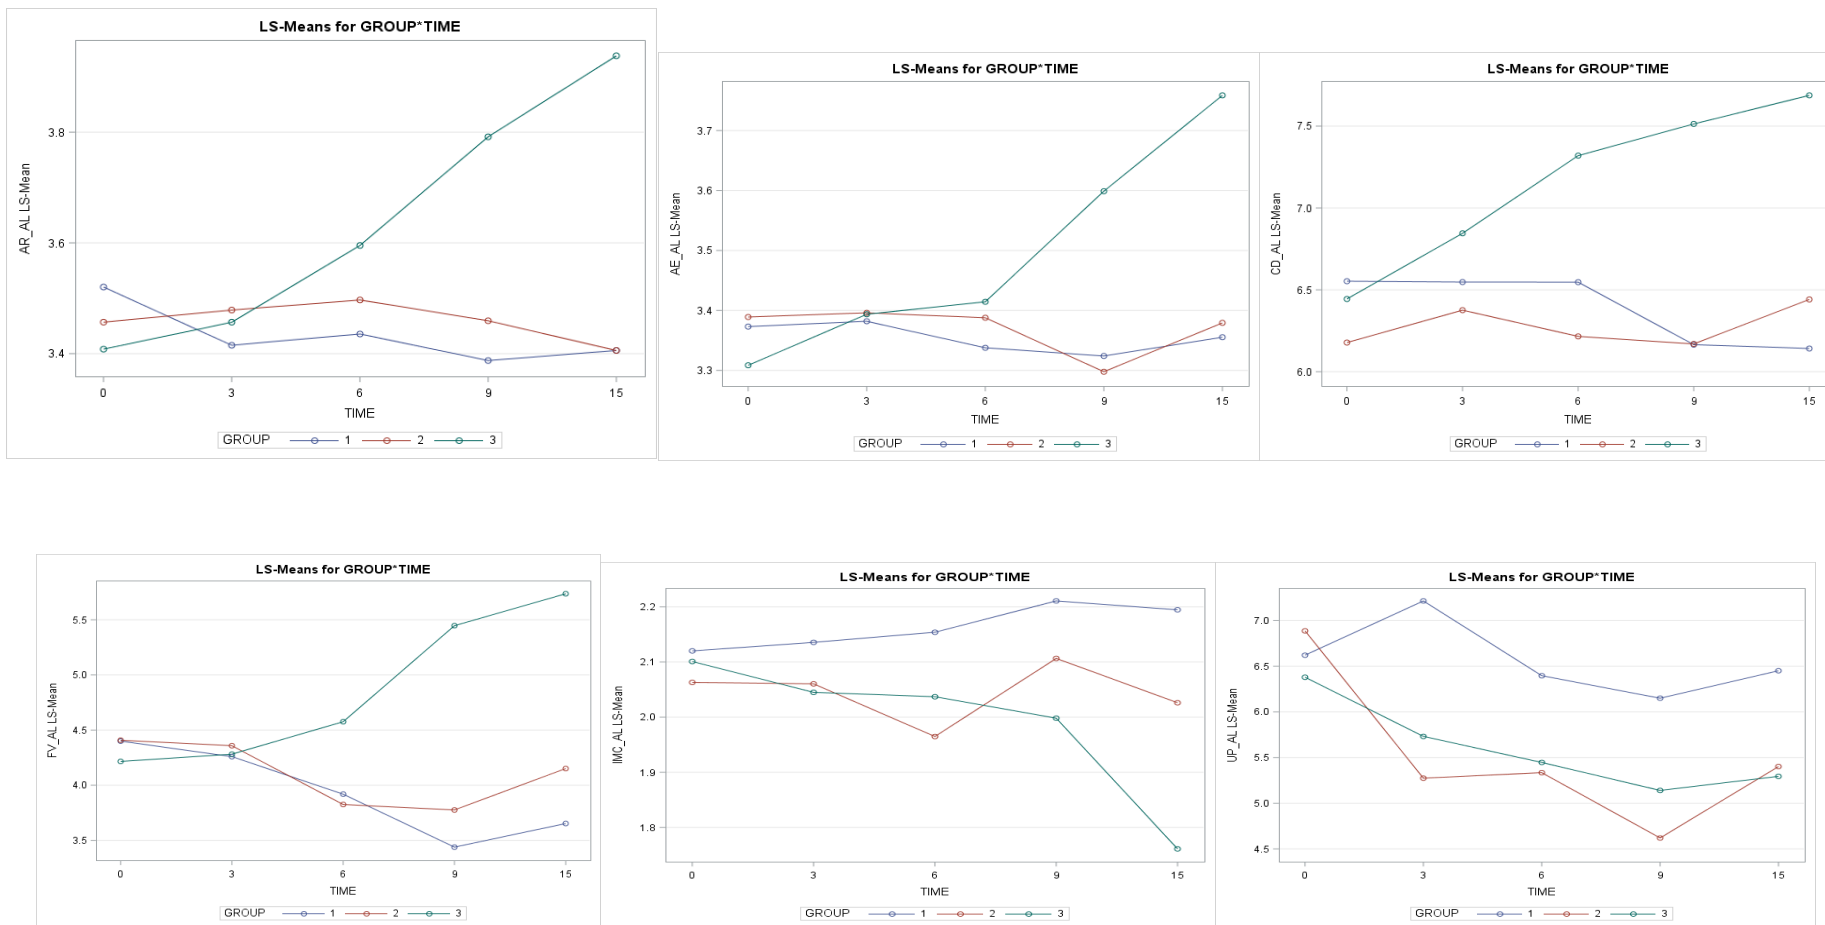 LS-Means for GROUP*TIME
AR_AL LS-Mean
3.8
3.6
3.4
0 3 6 9 15
TIME
GROUP 1 2 3
LS-Means for GROUP*TIME
AE_AL LS-Mean
3.7
3.6
3.5
3.4
3.3
0 3 6 9 15
TIME
GROUP 1 2 3
LS-Means for GROUP*TIME
CD_AL LS-Mean
7.5
7.0
6.5
6.0
0 3 6 9 15
TIME
GROUP 1 2 3
LS-Means for GROUP*TIME
FV_AL LS-Mean
5.5
5.0
4.5
4.0
3.5
0 3 6 9 15
TIME
GROUP 1 2 3
LS-Means for GROUP*TIME
IMC_AL LS-Mean
2.2
2.1
2.0
1.9
1.8
0 3 6 9 15
TIME
GROUP 1 2 3
LS-Means for GROUP*TIME
UP_AL LS-Mean
7.0
6.5
6.0
5.5
5.0
4.5
0 3 6 9 15
TIME
GROUP 1 2 3